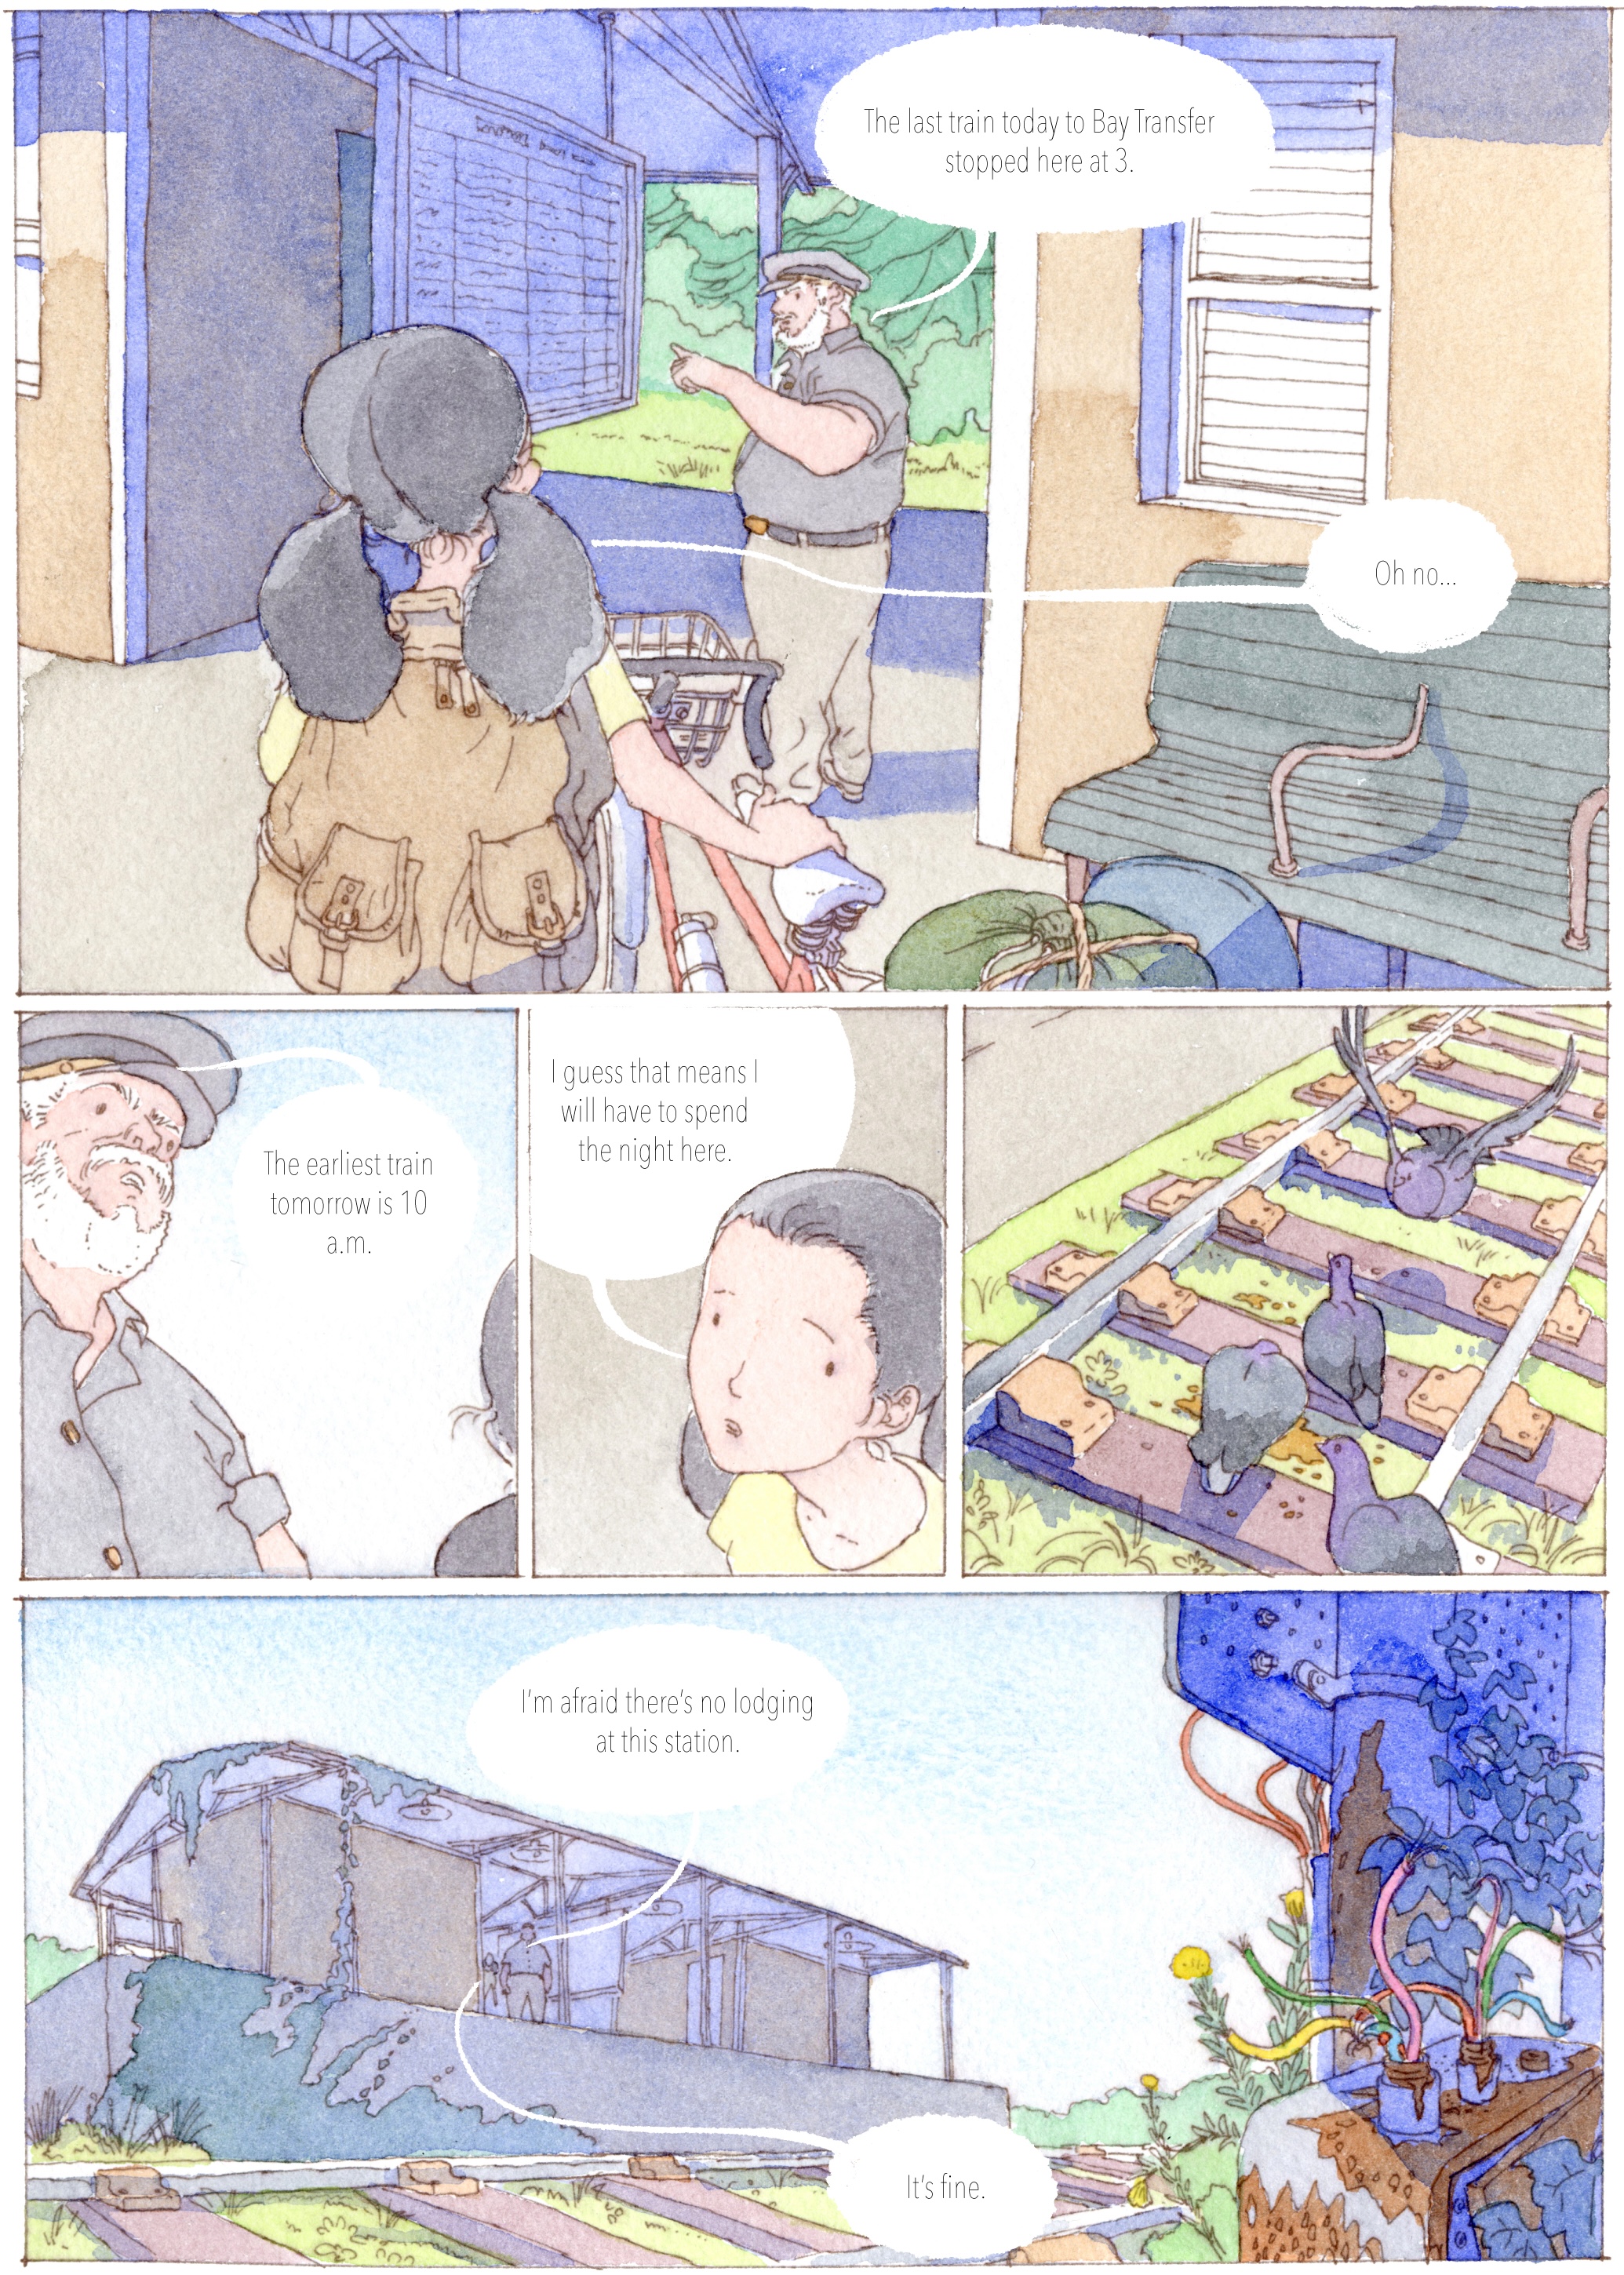 The last train today to Bay Transfer
stopped here at 3.
Oh no...
The earliest train
tomorrow is 10
a.m.
I guess that means I
will have to spend
the night here.
I'm afraid there's no lodging
at this station.
It's fine.